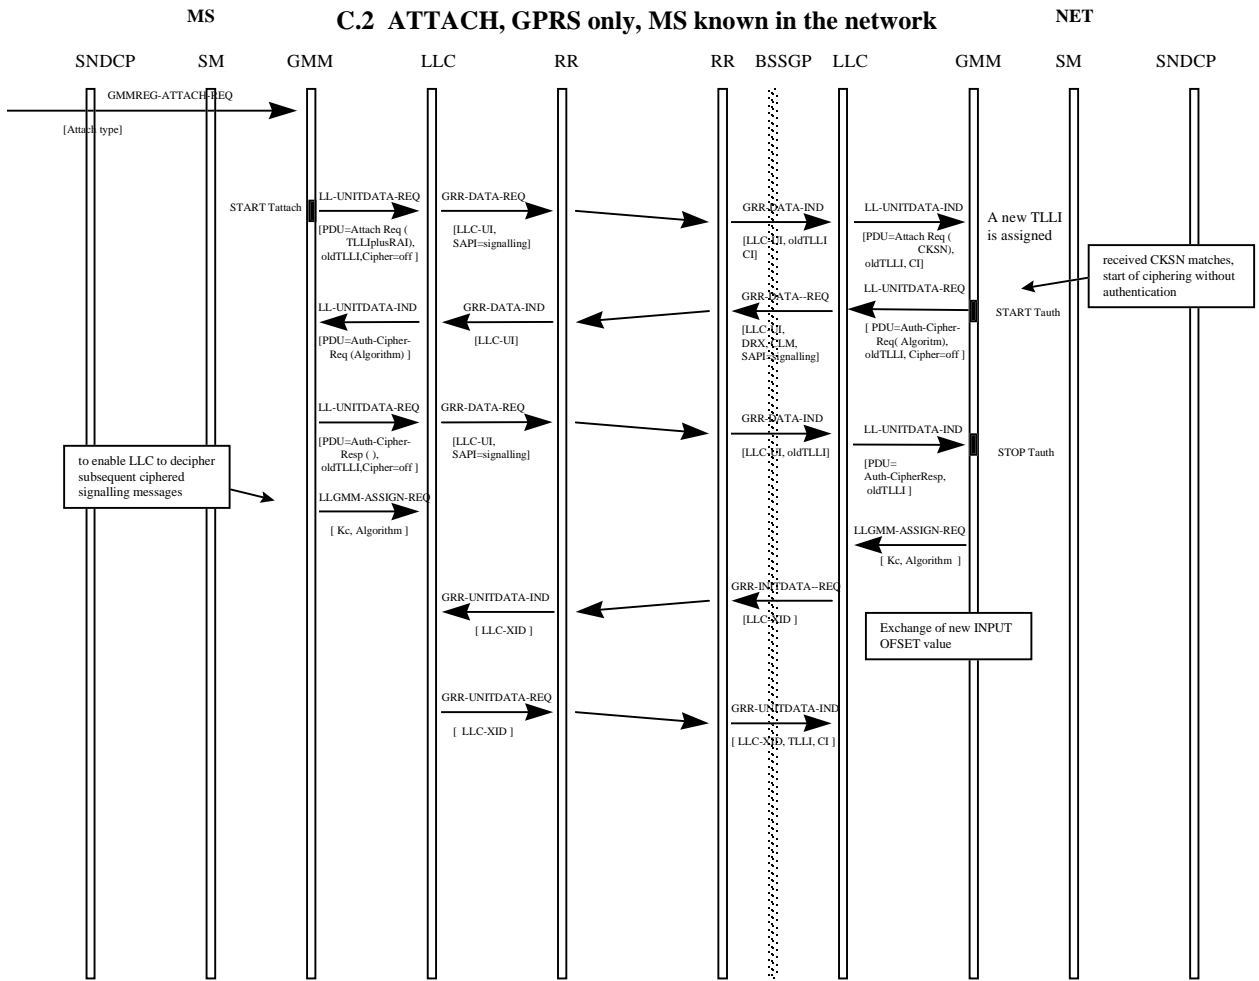 MS
C.2 ATTACH, GPRS only, MS known in the network
NET
SNDCP SM GMM LLC RR RR BSSGP LLC GMM SM SNDCP
GMMREG-ATTACH-REQ
[Attach type]
START Tattach
LL-UNITDATA-REQ
[PDU=Attach Req (
TLLIplusRAI),
oldTLLI,Cipher=off ]
GRR-DATA-REQ
[LLC-UI,
SAPI=signalling]
GRR-DATA-IND
[LLC-UI, oldTLLI
CI]
LL-UNITDATA-IND
[PDU=Attach Req (
CKSN),
oldTLLI, CI]
A new TLLI
is assigned
received CKSN matches,
start of ciphering without
authentication
LL-UNITDATA-REQ
START Tauth
[ PDU=Auth-Cipher-
Req( Algoritm),
oldTLLI, Cipher=off ]
GRR-DATA--REQ
[LLC-UI,
DRX, CLM,
SAPI=signalling]
GRR-DATA-IND
[LLC-UI]
LL-UNITDATA-IND
[PDU=Auth-Cipher-
Req (Algorithm) ]
LL-UNITDATA-REQ
[PDU=Auth-Cipher-
Resp ( ),
oldTLLI,Cipher=off ]
GRR-DATA-REQ
[LLC-UI,
SAPI=signalling]
GRR-DATA-IND
[LLC-UI, oldTLLI]
LL-UNITDATA-IND
[PDU=
Auth-CipherResp,
oldTLLI ]
STOP Tauth
to enable LLC to decipher
subsequent ciphered
signalling messages
LLGMM-ASSIGN-REQ
[ Kc, Algorithm ]
LLGMM-ASSIGN-REQ
[ Kc, Algorithm ]
GRR-UNITDATA-IND
[ LLC-XID ]
GRR-INITDATA--REQ
[LLC-XID ]
Exchange of new INPUT
OFSET value
GRR-UNITDATA-REQ
[ LLC-XID ]
GRR-UNITDATA-IND
[ LLC-XID, TLLI, CI ]